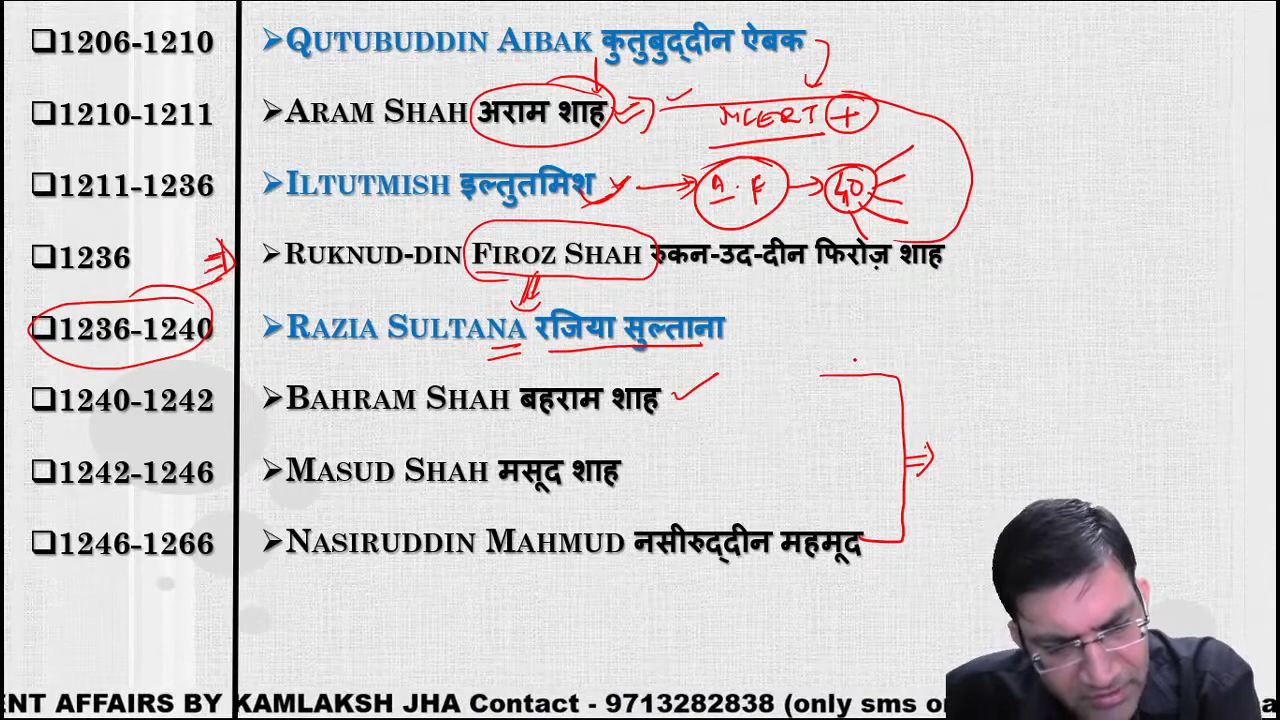 ❑1206-1210 ➢QUTUBUDDIN AIBAK कुतुबुद्दीन ऐबक
❑1210-1211 ➢ARAM SHAH अराम शाह
NCERT +
❑1211-1236 ➢ILTUTMISH इल्तुतमिश
A.F 40
❑1236 ➢RUKNUD-DIN FIROZ SHAH रुकन-उद-दीन फिरोज़ शाह
❑1236-1240 ➢RAZIA SULTANA रजिया सुल्ताना
❑1240-1242 ➢BAHRAM SHAH बहराम शाह
❑1242-1246 ➢MASUD SHAH मसूद शाह
❑1246-1266 ➢NASIRUDDIN MAHMUD नसीरुद्दीन महमूद
ENT AFFAIRS BY KAMLAKSH JHA Contact - 9713282838 (only sms o